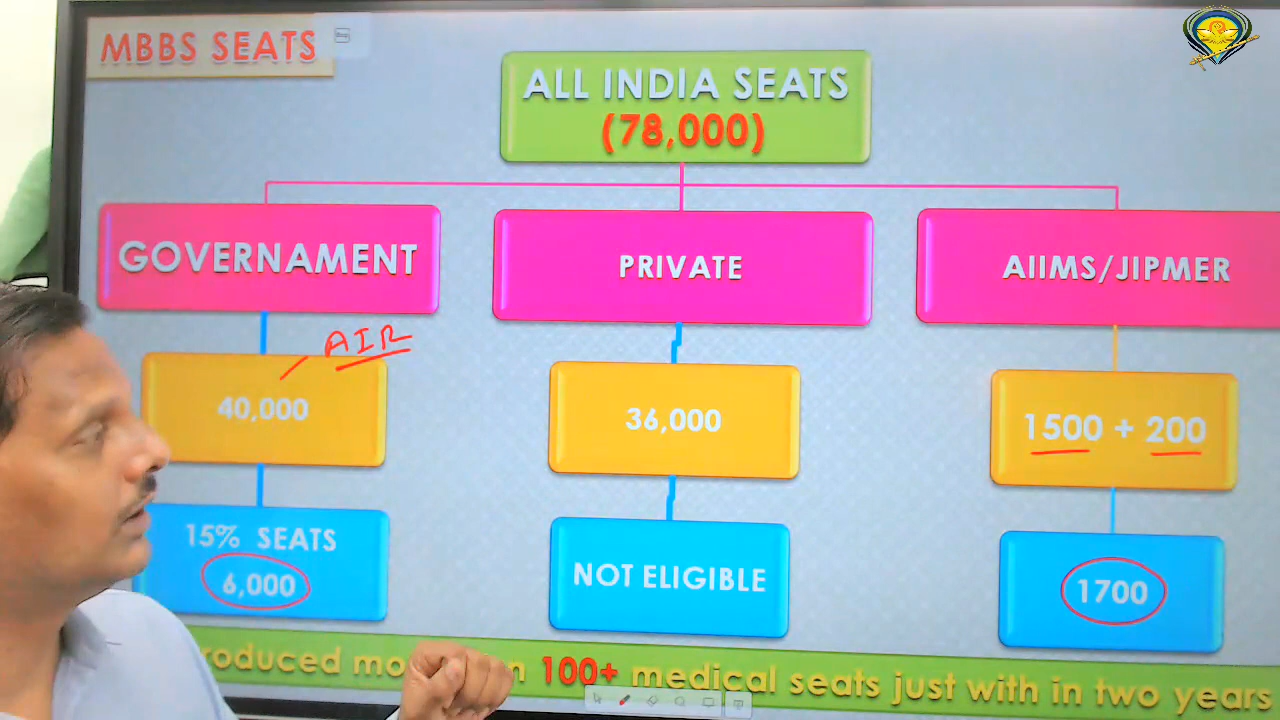 MBBS SEATS
ALL INDIA SEATS
(78,000)
GOVERNAMENT
PRIVATE
AIIMS/JIPMER
AIR
40,000
36,000
1500 + 200
15% SEATS
6,000
NOT ELIGIBLE
1700
100+ medical seats just with in two years